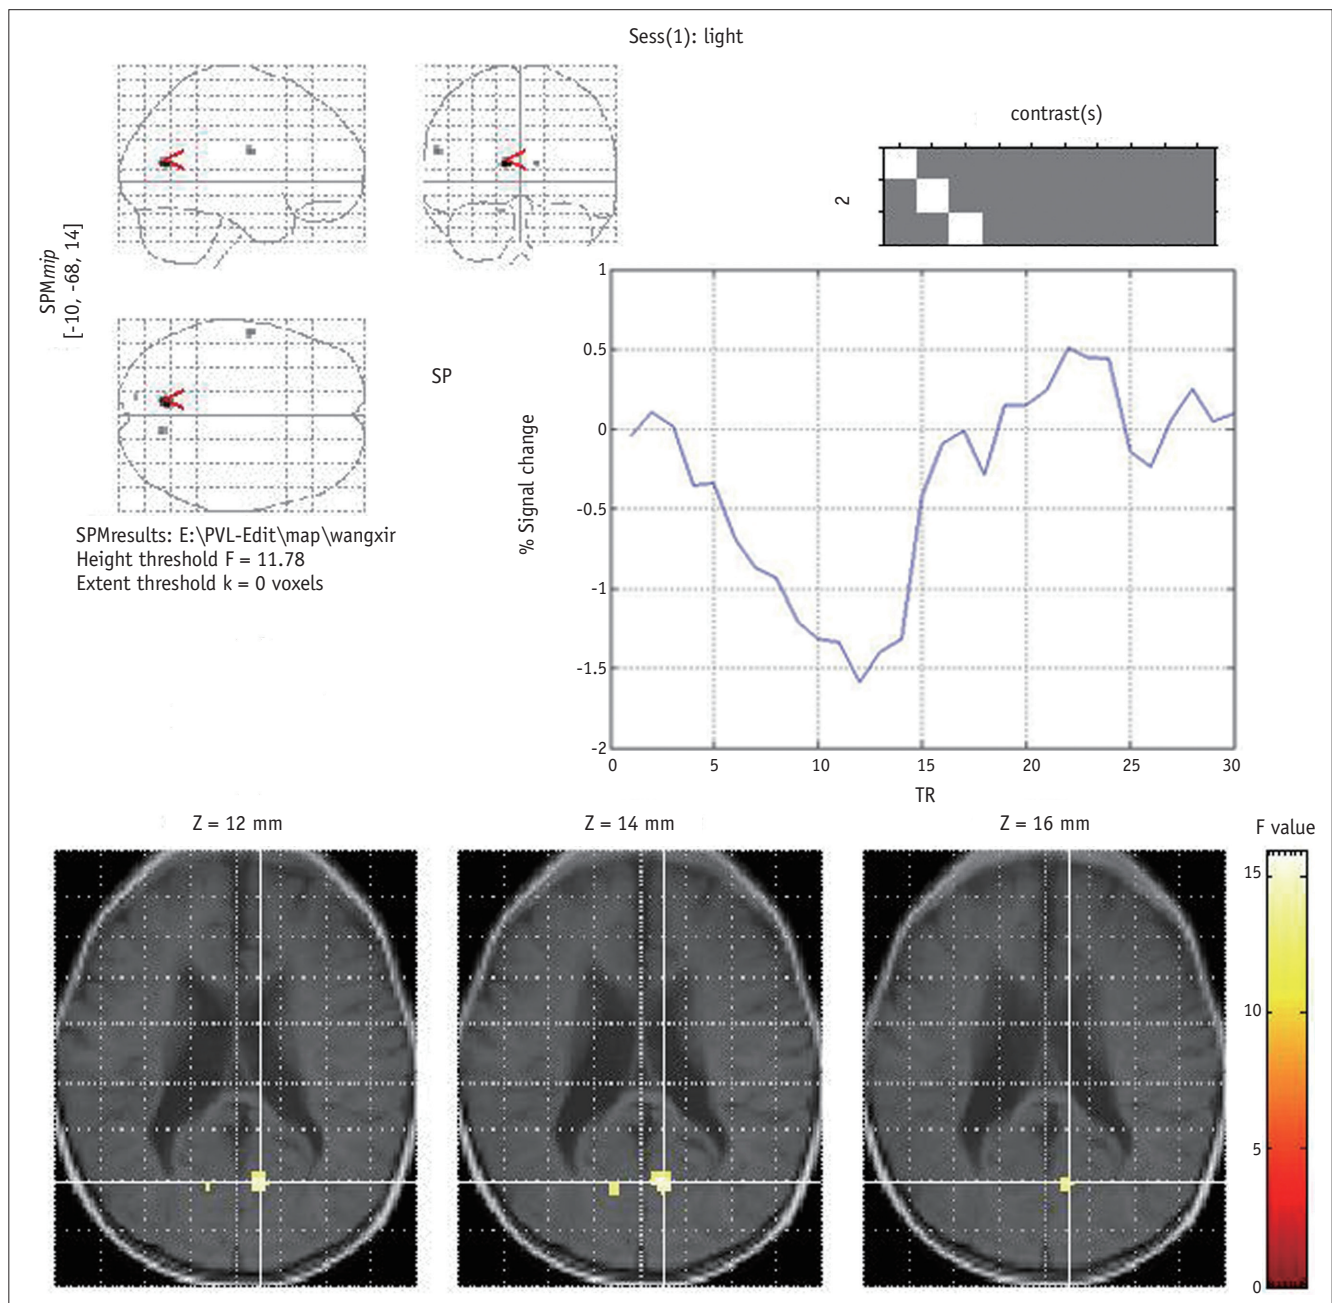 Sess(1): light
contrast(s)
2
SPMmip
[-10, -68, 14]
SP
SPMresults: E:\PVL-Edit\map\wangxir
Height threshold F = 11.78
Extent threshold k = 0 voxels
% Signal change
1
0.5
0
-0.5
-1
-1.5
-2
0 5 10 15 20 25 30
TR
Z = 12 mm
Z = 14 mm
Z = 16 mm
F value
15
10
5
0